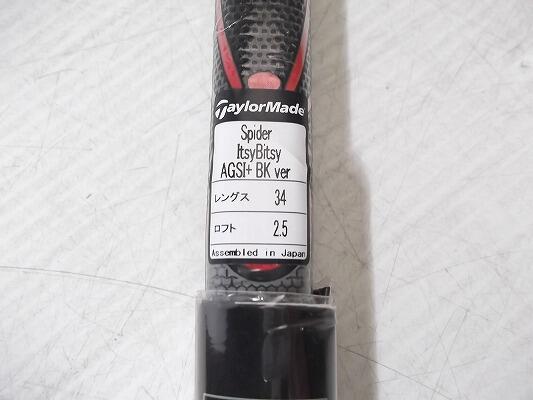 TaylorMade
Spider
ItsyBitsy
AGSI+ BK ver
レングス 34
ロフト 2.5
Assembled in Japan